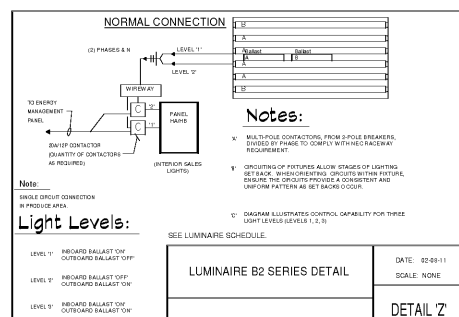 NORMAL CONNECTION
(2) PHASES & N
LEVEL '1'
LEVEL '2'
B
A
A
Ballast
A
Ballast
B
A
A
B
WIREWAY
TO ENERGY
MANAGEMENT
PANEL
C
'2'
C
'1'
PANEL
HA/HB
20A/12P CONTACTOR
(QUANTITY OF CONTACTORS
AS REQUIRED)
(INTERIOR SALES
LIGHTS)
Notes:
'A' MULTI-POLE CONTACTORS, FROM 2-POLE BREAKERS,
DIVIDED BY PHASE TO COMPLY WITH NEC RACEWAY
REQUIREMENT.
'B' CIRCUITING OF FIXTURES ALLOW STAGES OF LIGHTING
SET BACK. WHEN ORIENTING CIRCUITS WITHIN FIXTURE,
ENSURE THE CIRCUITS PROVIDE A CONSISTENT AND
UNIFORM PATTERN AS SET BACKS OCCUR.
'C' DIAGRAM ILLUSTRATES CONTROL CAPABILITY FOR THREE
LIGHT LEVELS (LEVELS 1, 2, 3)
Note:
SINGLE CIRCUIT CONNECTION
IN PRODUCE AREA.
Light Levels:
LEVEL '1' INBOARD BALLAST 'ON'
OUTBOARD BALLAST 'OFF'
LEVEL '2' INBOARD BALLAST 'OFF'
OUTBOARD BALLAST 'ON'
LEVEL '3' INBOARD BALLAST 'ON'
OUTBOARD BALLAST 'ON'
SEE LUMINAIRE SCHEDULE.
LUMINAIRE B2 SERIES DETAIL
DATE: 02-08-11
SCALE: NONE
DETAIL 'Z'